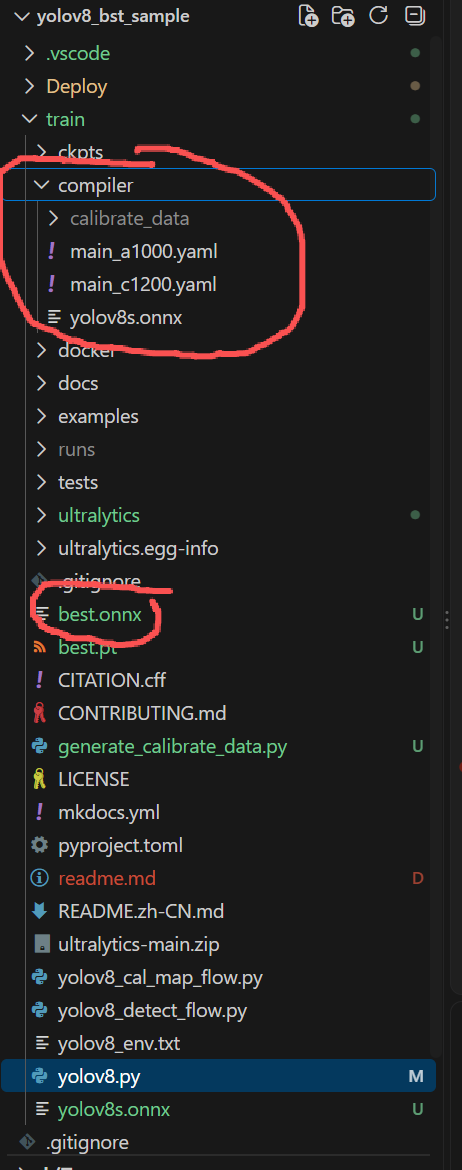 yolov8_bst_sample
.vscode
Deploy
train
ckpts
compiler
calibrate_data
! main_a1000.yaml
! main_c1200.yaml
yolov8s.onnx
docker
docs
examples
runs
tests
ultralytics
ultralytics.egg-info
.gitignore
best.onnx U
best.pt U
! CITATION.cff
CONTRIBUTING.md
generate_calibrate_data.py U
LICENSE
! mkdocs.yml
pyproject.toml
readme.md D
README.zh-CN.md
ultralytics-main.zip
yolov8_cal_map_flow.py
yolov8_detect_flow.py
yolov8_env.txt
yolov8.py M
yolov8s.onnx U
.gitignore